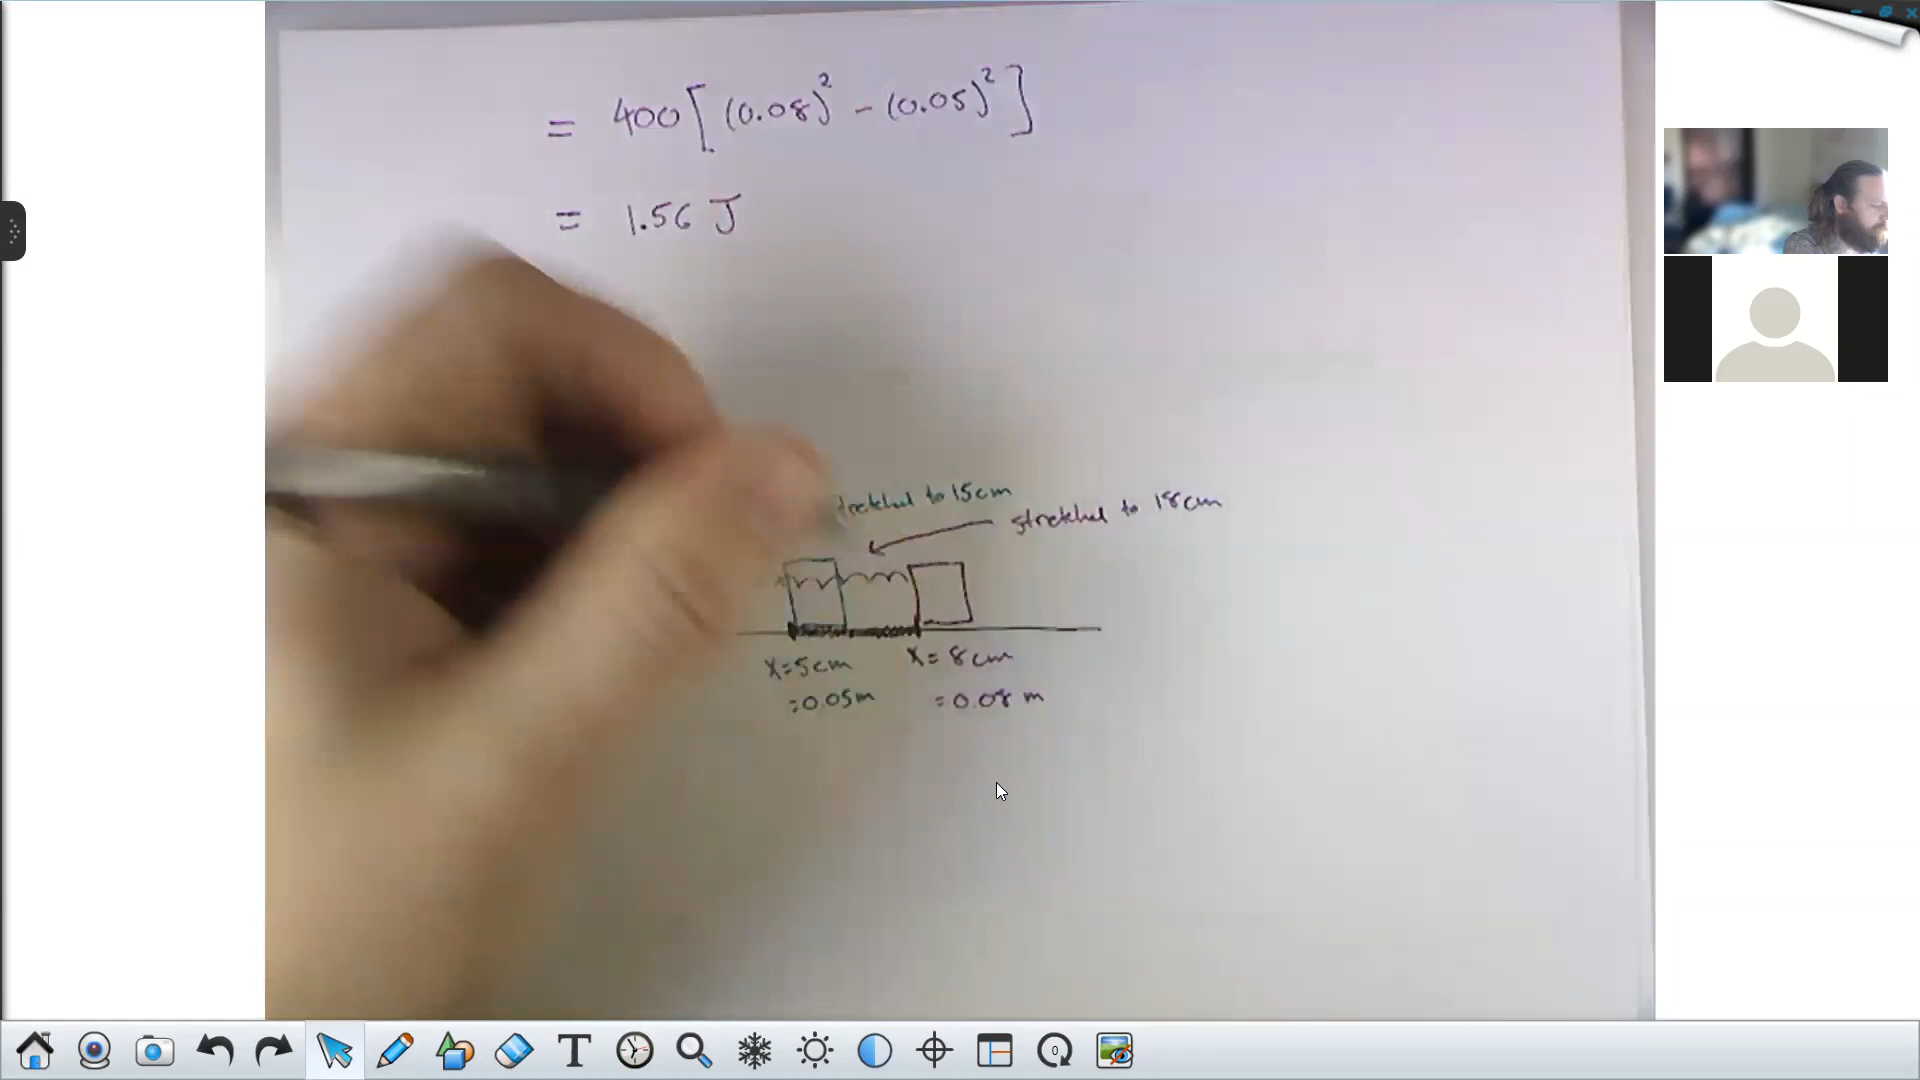 = 400[(0.08)² - (0.05)²]
= 1.56 J
stretched to 15cm
stretched to 18cm
x=5cm
x= 8cm
=0.05m
=0.08 m
T
0